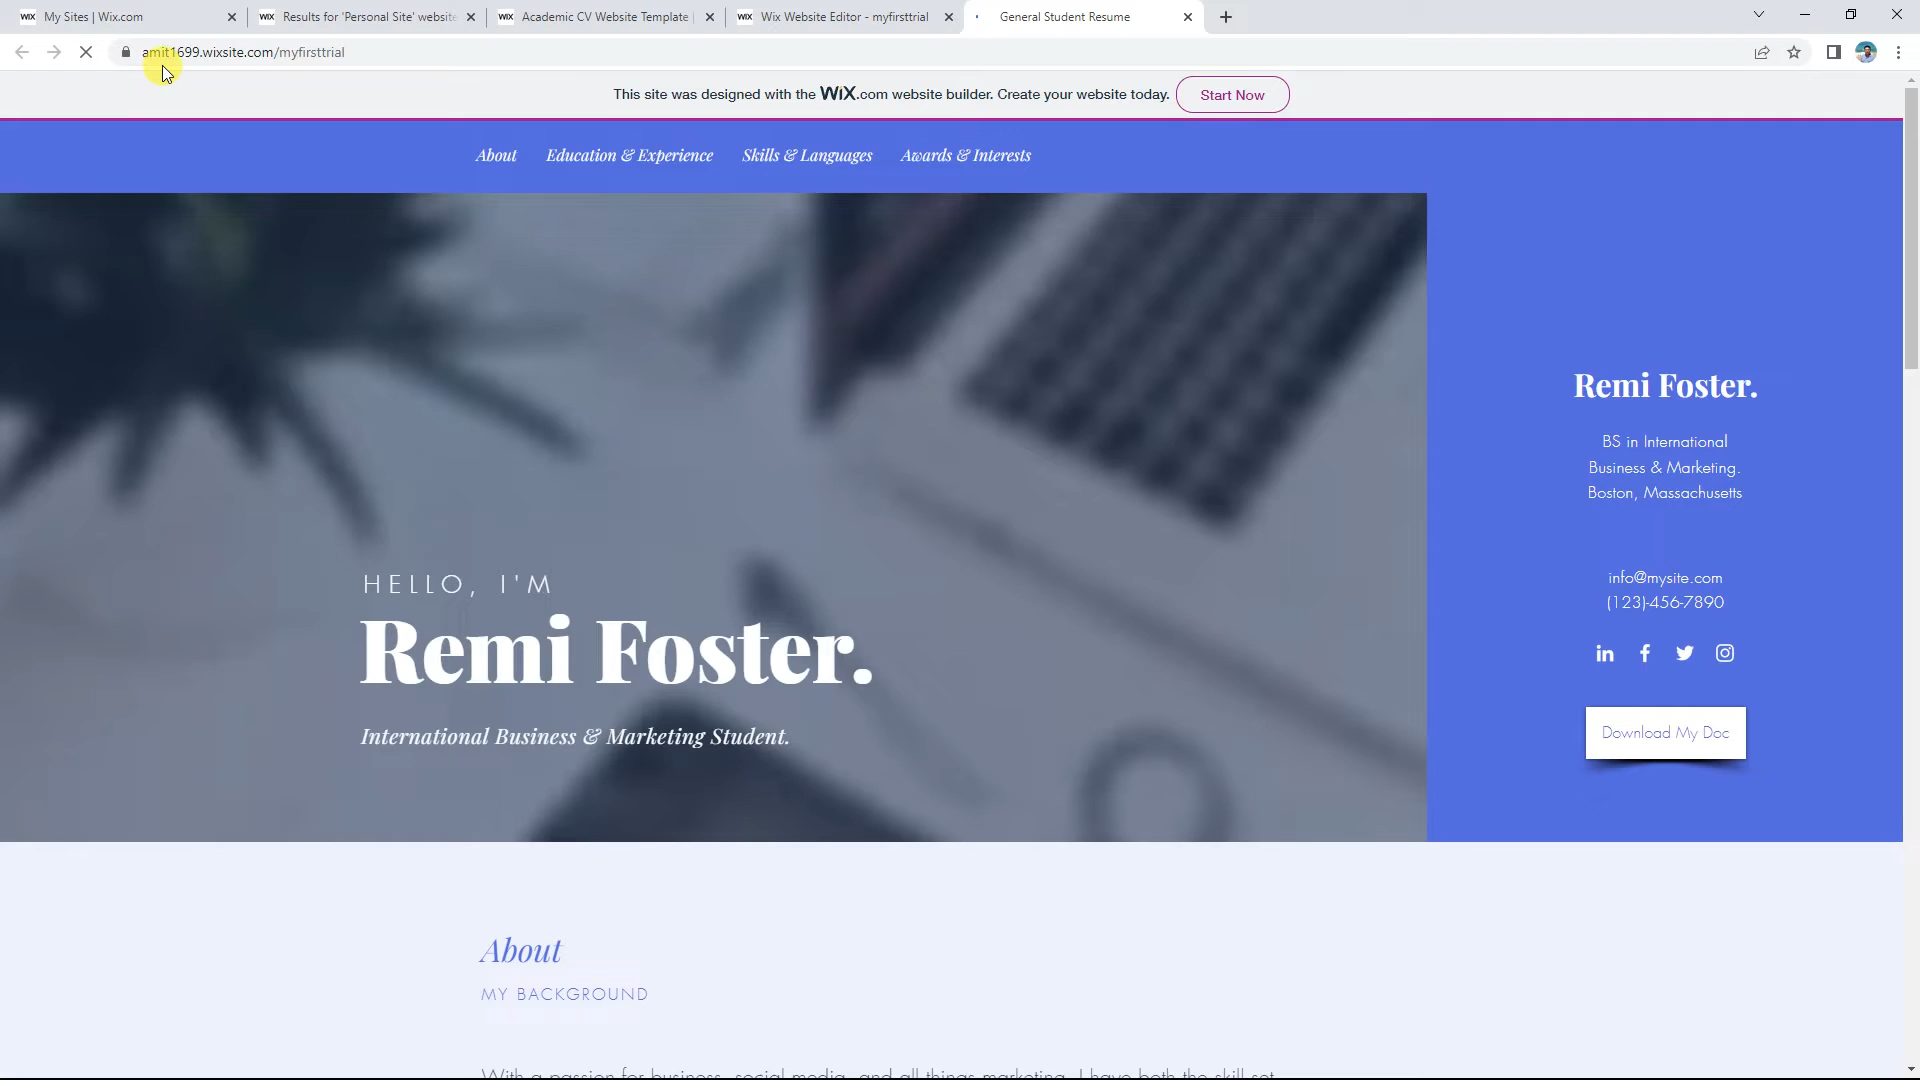 WiX My Sites | Wix.com
WiX Results for 'Personal Site' website
WiX Academic CV Website Template |
WiX Wix Website Editor - myfirsttrial
General Student Resume
amit1699.wixsite.com/myfirsttrial
This site was designed with the WiX.com website builder. Create your website today.
Start Now
About
Education & Experience
Skills & Languages
Awards & Interests
HELLO, I'M
Remi Foster.
International Business & Marketing Student.
Remi Foster.
BS in International
Business & Marketing.
Boston, Massachusetts
info@mysite.com
(123)-456-7890
Download My Doc
About
MY BACKGROUND
With a passion for business, social media, and all things marketing, I have both the skill set